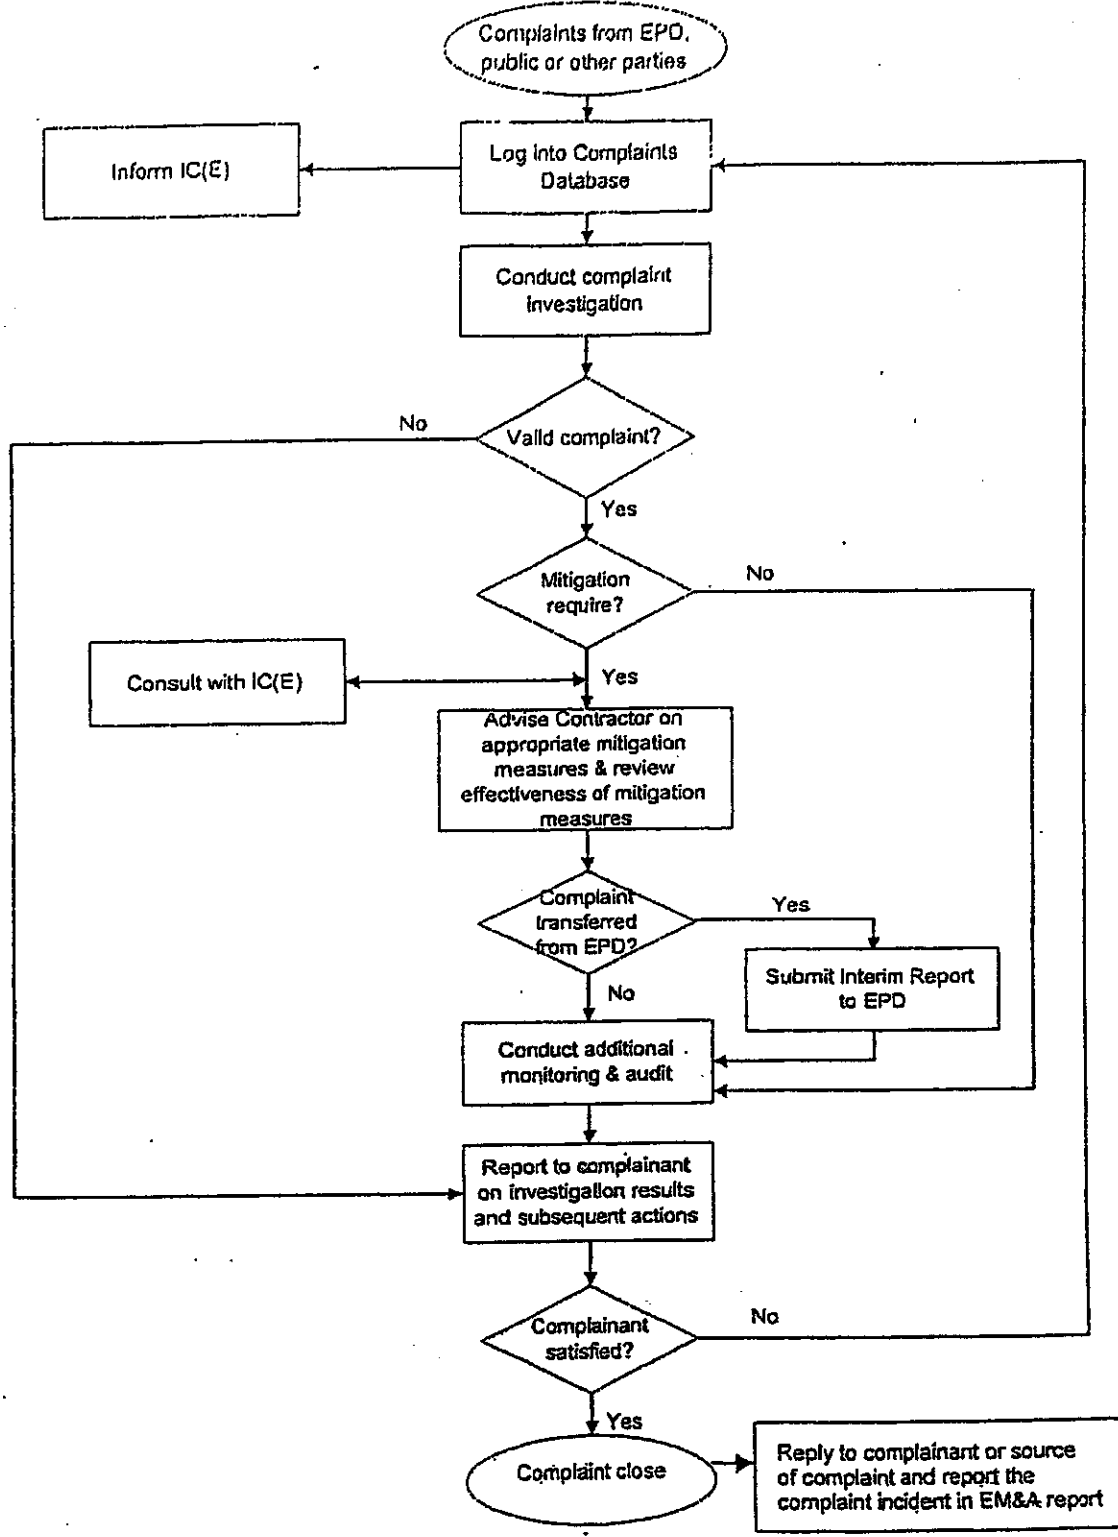 Complaints from EPD,
public or other parties
Inform IC(E)
Log into Complaints
Database
Conduct complaint
investigation
No
Valid complaint?
Yes
Mitigation
require?
No
Consult with IC(E)
Yes
Advise Contractor on
appropriate mitigation
measures & review
effectiveness of mitigation
measures
Complaint
transferred
from EPD?
Yes
Submit Interim Report
to EPD
No
Conduct additional
monitoring & audit
Report to complainant
on investigation results
and subsequent actions
Complainant
satisfied?
No
Yes
Complaint close
Reply to complainant or source
of complaint and report the
complaint incident in EM&A report